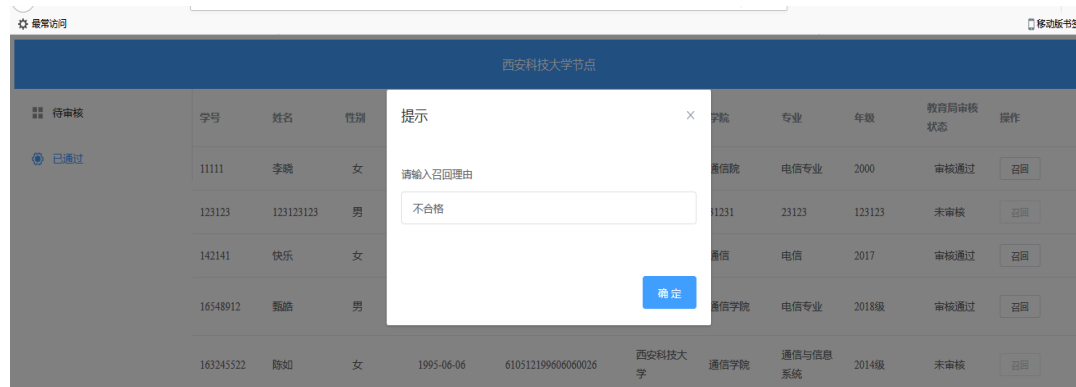 最常访问
移动版书签
西安科技大学节点
待审核
已通过
学号 姓名 性别 学院 专业 年级 教育局审核状态 操作
11111 李晓 女 通信院 电信专业 2000 审核通过 召回
123123 123123123 男 31231 23123 123123 未审核 召回
142141 快乐 女 通信 电信 2017 审核通过 召回
16548912 甄皓 男 通信学院 电信专业 2018级 审核通过 召回
163245522 陈如 女 1995-06-06 610512199606060026 西安科技大学 通信学院 通信与信息系统 2014级 未审核 召回
提示
请输入召回理由
不合格
确定